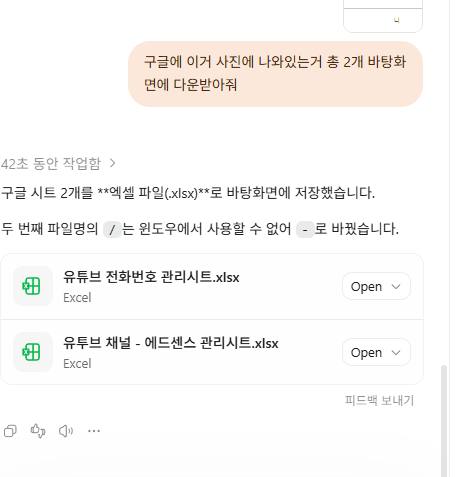 구글에 이거 사진에 나와있는거 총 2개 바탕화
면에 다운받아줘
42초 동안 작업함 >
구글 시트 2개를 **엑셀 파일(.xlsx)**로 바탕화면에 저장했습니다.
두 번째 파일명의 / 는 윈도우에서 사용할 수 없어 - 로 바꿨습니다.
유튜브 전화번호 관리시트.xlsx
Excel
Open
유투브 채널 - 에드센스 관리시트.xlsx
Excel
Open
피드백 보내기